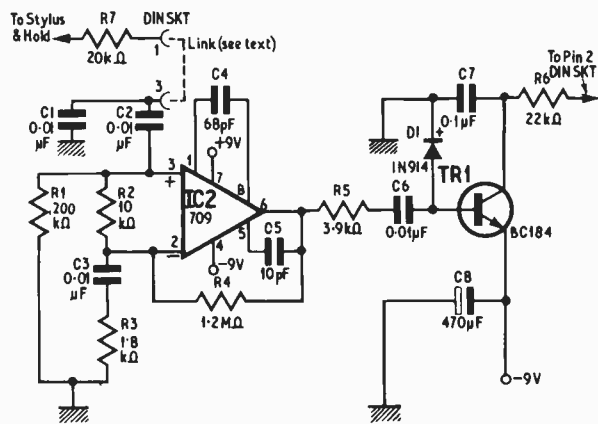 To Stylus
& Hold
R7
20kΩ
DIN SKT
1
Link (see text)
3
C1
0·01
μF
C2
0·01
μF
C4
68pF
+9V
R1
200
kΩ
R2
10
kΩ
3
+
1
7
IC2
709
8
6
5
4
2
−
-9V
C5
10pF
C3
0·01
μF
R4
1·2MΩ
R3
1·8
kΩ
R5
3·9kΩ
C6
0·01μF
C7
0·1μF
D1
+
IN914
TR1
BC184
R6
22kΩ
To Pin 2
DIN SKT
C8
470μF
-9V